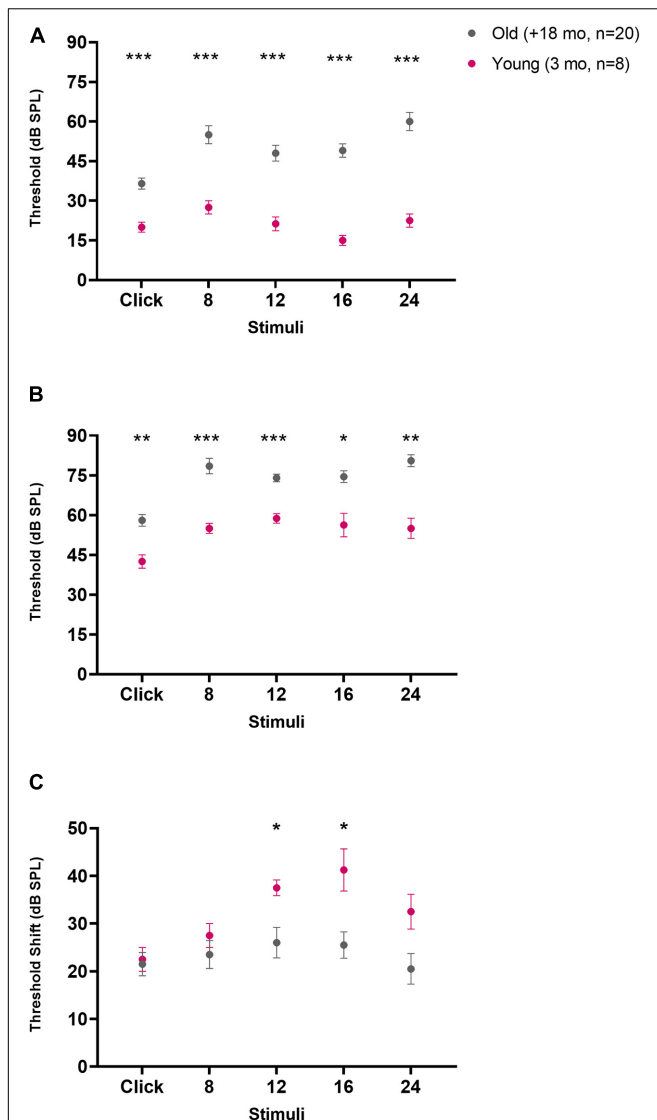 A
Old (+18 mo, n=20)
Young (3 mo, n=8)
*** *** *** *** ***
Threshold (dB SPL)
90
75
60
45
30
15
0
Click 8 12 16 24
Stimuli
B
** *** *** * **
Threshold (dB SPL)
90
75
60
45
30
15
0
Click 8 12 16 24
Stimuli
C
* *
Threshold Shift (dB SPL)
50
40
30
20
10
0
Click 8 12 16 24
Stimuli